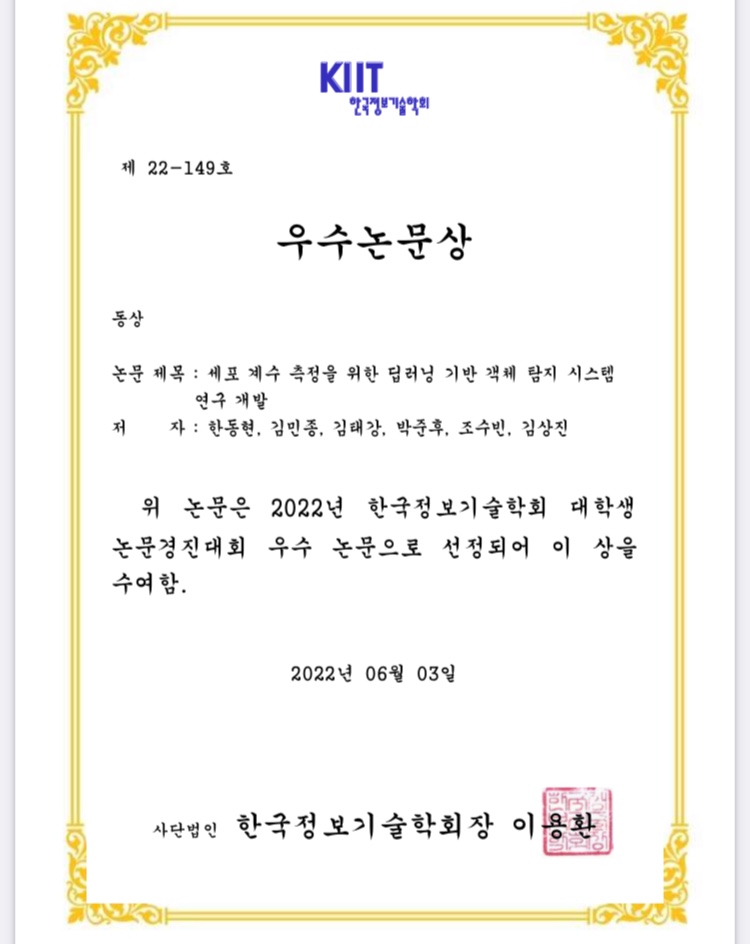 KIIT
한국정보기술학회
제 22-149호
우수논문상
동상
논문 제목 : 세포 계수 측정을 위한 딥러닝 기반 객체 탐지 시스템
연구 개발
저 자 : 한동현, 김민종, 김태강, 박준후, 조수빈, 김상진
위 논문은 2022년 한국정보기술학회 대학생
논문경진대회 우수 논문으로 선정되어 이 상을
수여함.
2022년 06월 03일
사단법인 한국정보기술학회장 이용환